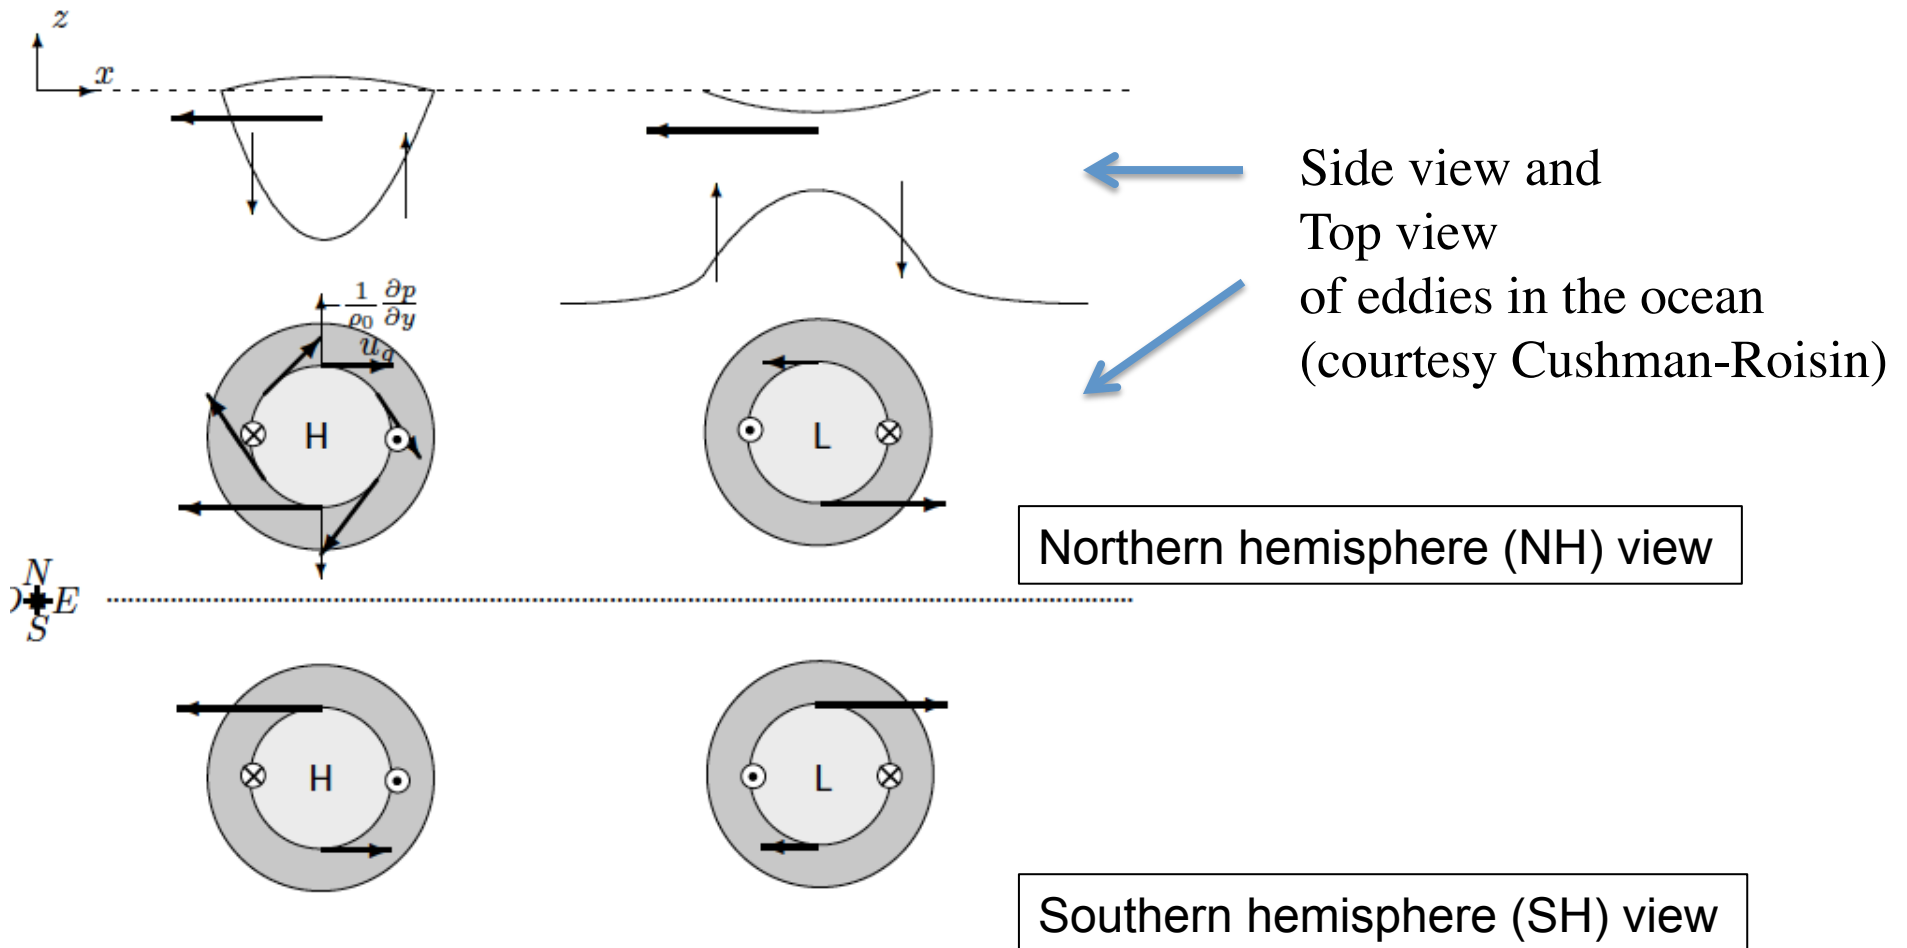 z
x
Side view and
Top view
of eddies in the ocean
(courtesy Cushman-Roisin)
− 1/ρ₀ ∂p/∂y
u_g
H
L
Northern hemisphere (NH) view
N
E
S
H
L
Southern hemisphere (SH) view